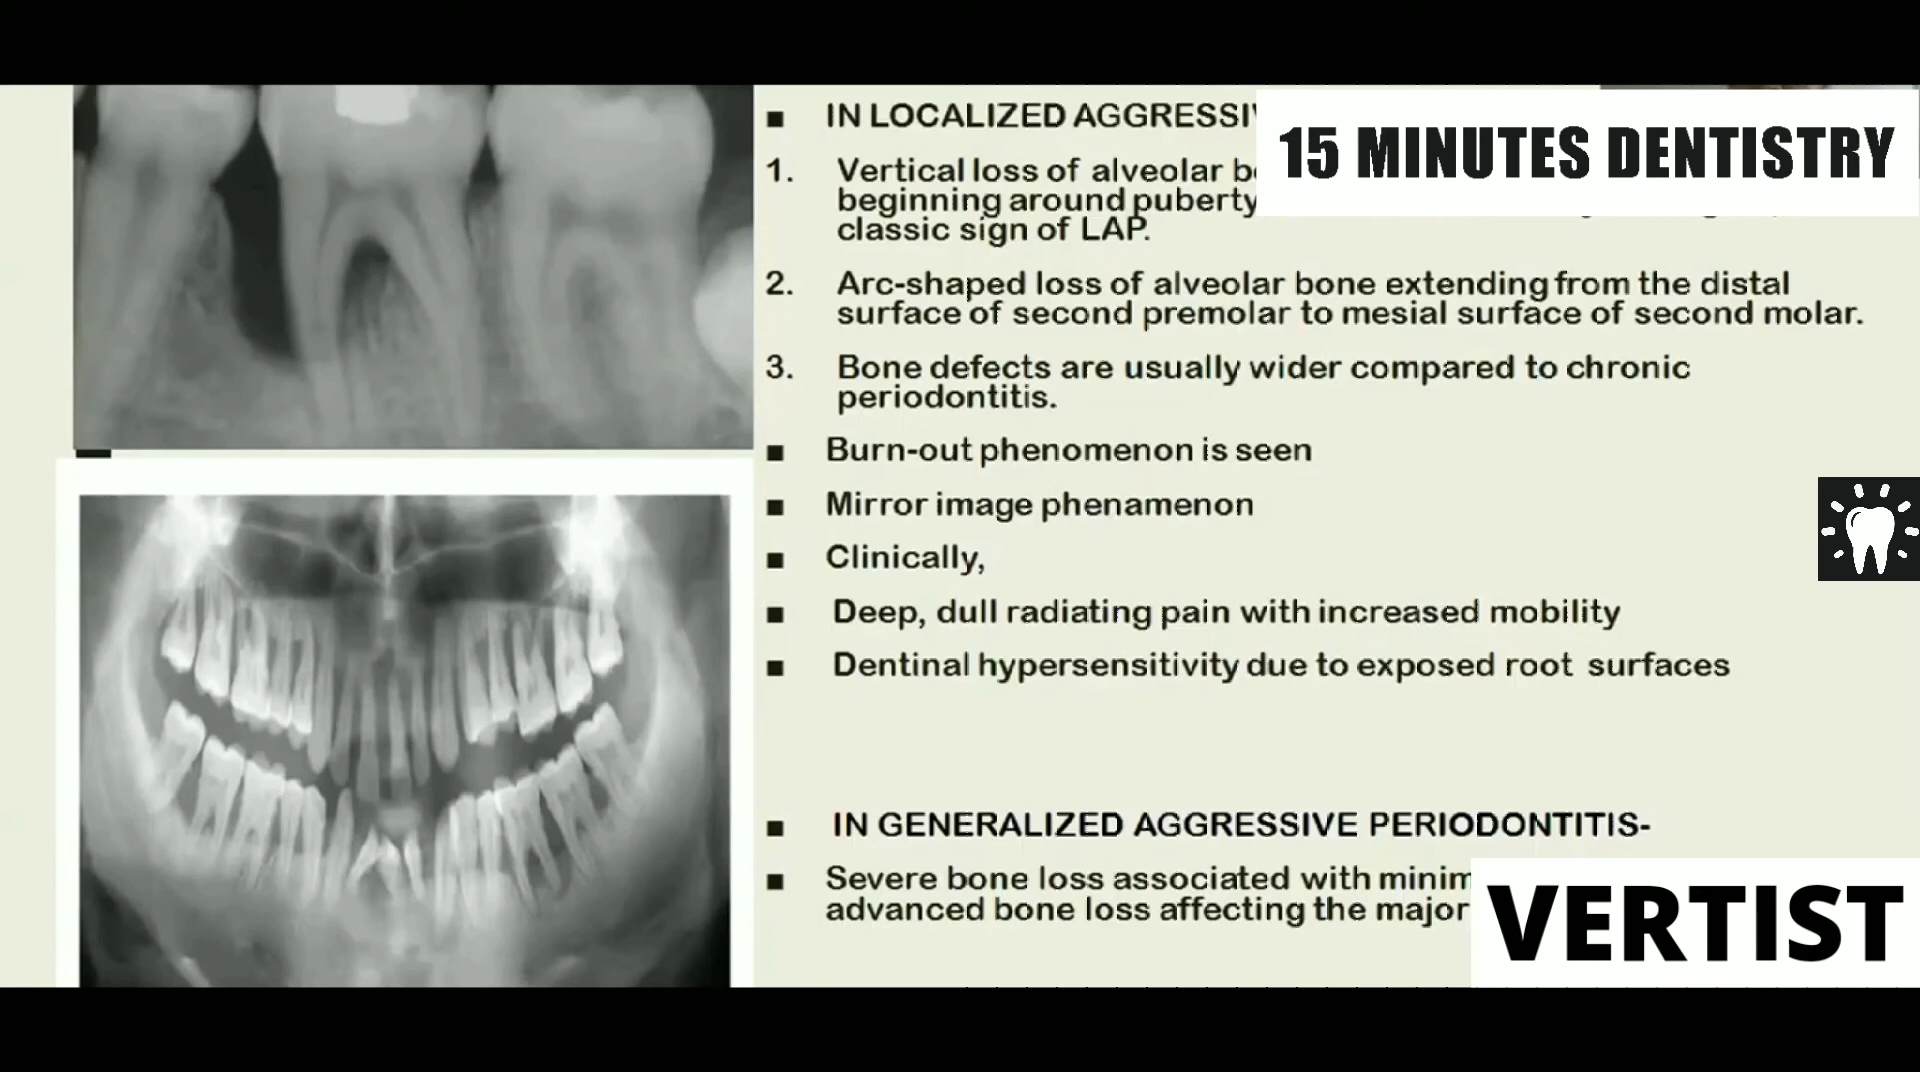 IN LOCALIZED
15 MINUTES DENTISTRY
1. Vertical loss of alveolar
beginning around puberty
classic sign of LAP.
2. Arc-shaped loss of alveolar bone extending from the distal
surface of second premolar to mesial surface of second molar.
3. Bone defects are usually wider compared to chronic
periodontitis.
Burn-out phenomenon is seen
Mirror image phenamenon
Clinically,
Deep, dull radiating pain with increased mobility
Dentinal hypersensitivity due to exposed root surfaces
IN GENERALIZED AGGRESSIVE PERIODONTITIS-
Severe bone loss associated with
advanced bone loss affecting the major
VERTIST